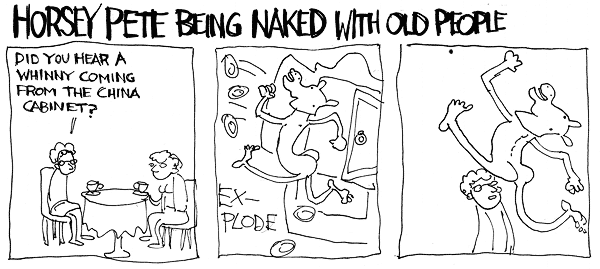 HORSEY PETE BEING NAKED WITH OLD PEOPLE
DID YOU HEAR A
WHINNY COMING
FROM THE CHINA
CABINET?
EX-
PLODE